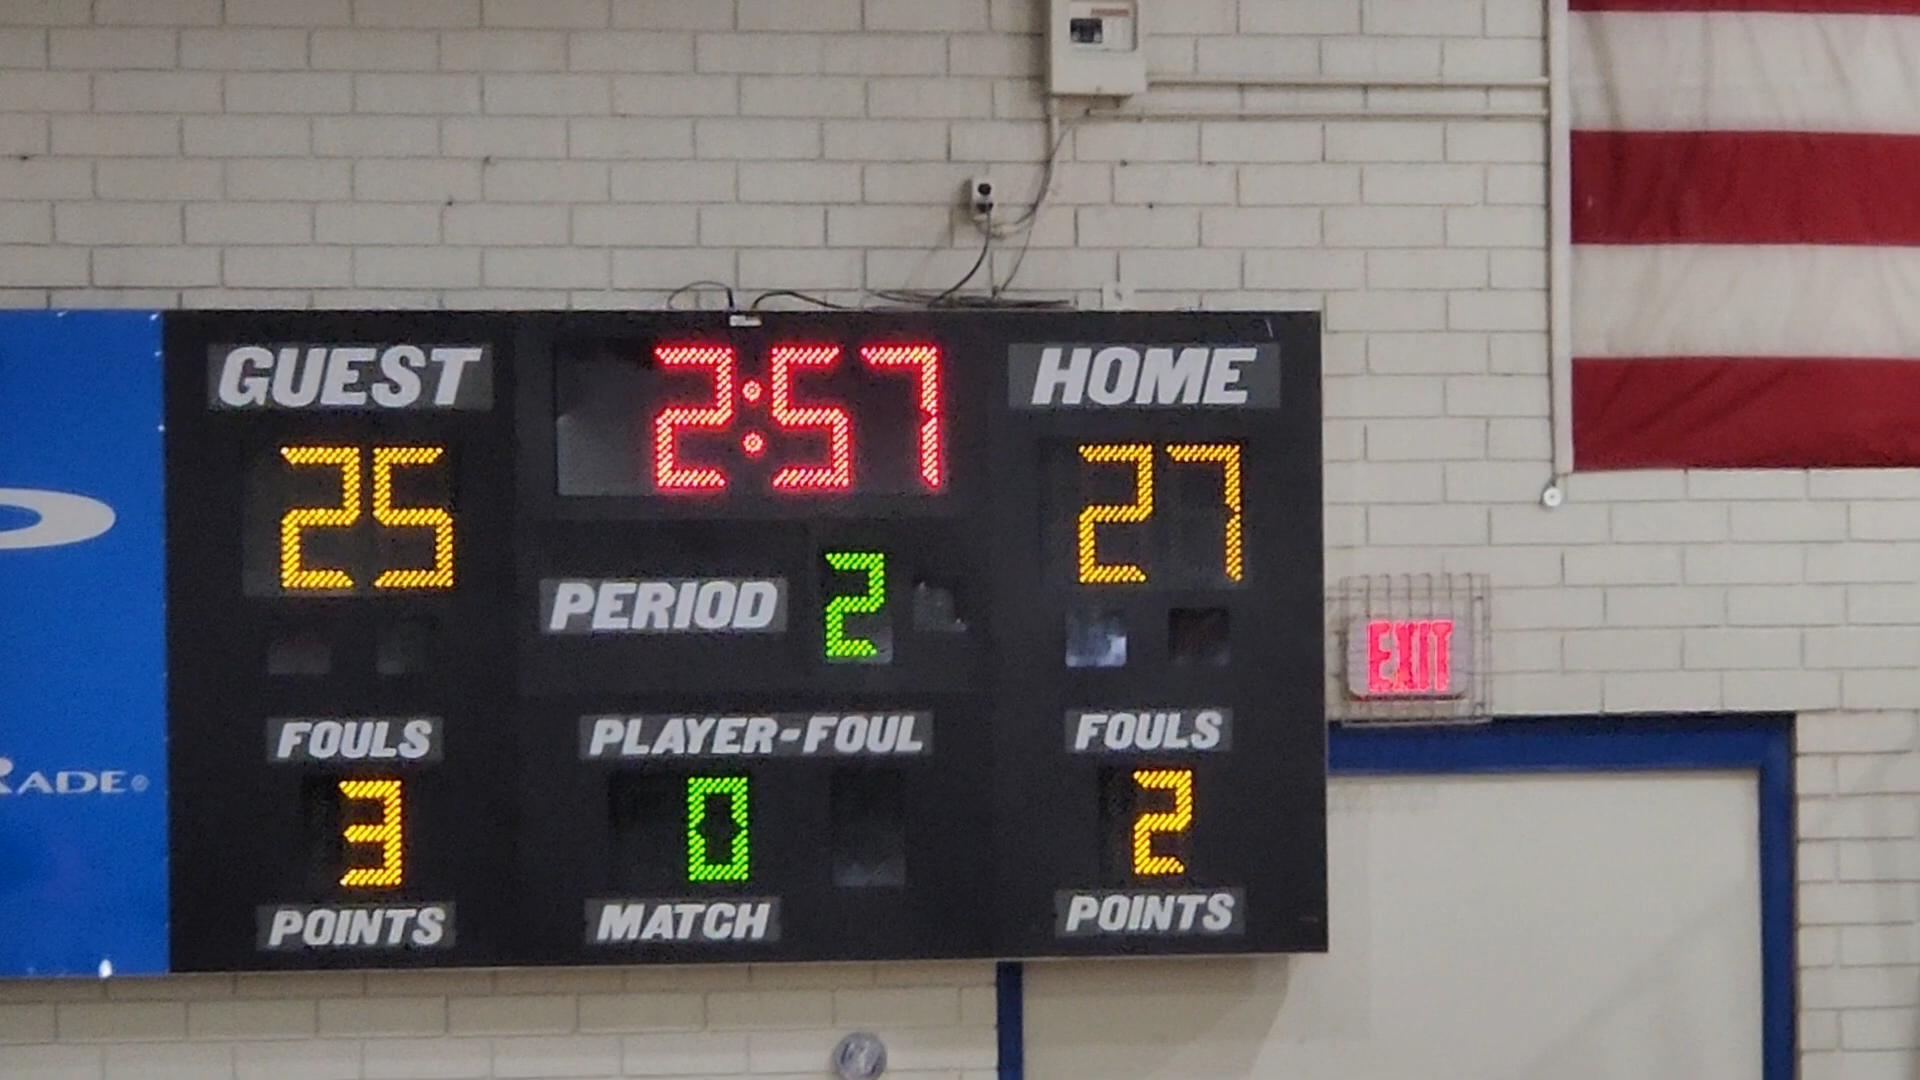 GUEST 2:57 HOME
25 27
PERIOD 2
EXIT
FOULS PLAYER-FOUL FOULS
RADE®
3 0 2
POINTS MATCH POINTS